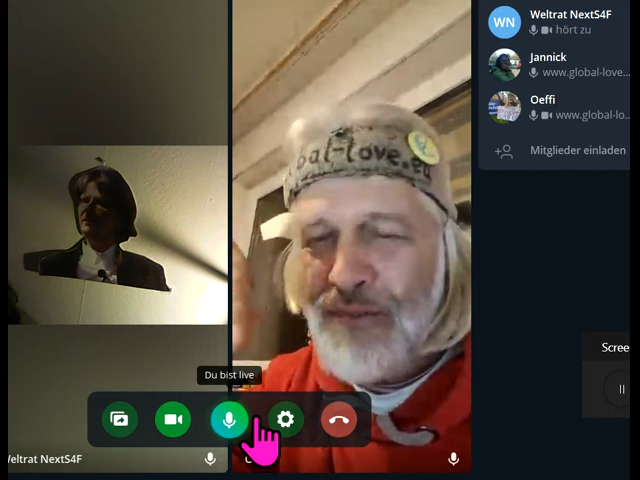 WN
Weltrat NextS4F
hört zu
Jannick
www.global-love...
Oeffi
www.global-lo...
Mitglieder einladen
bal-love.eu
Scree
Du bist live
eltrat NextS4F